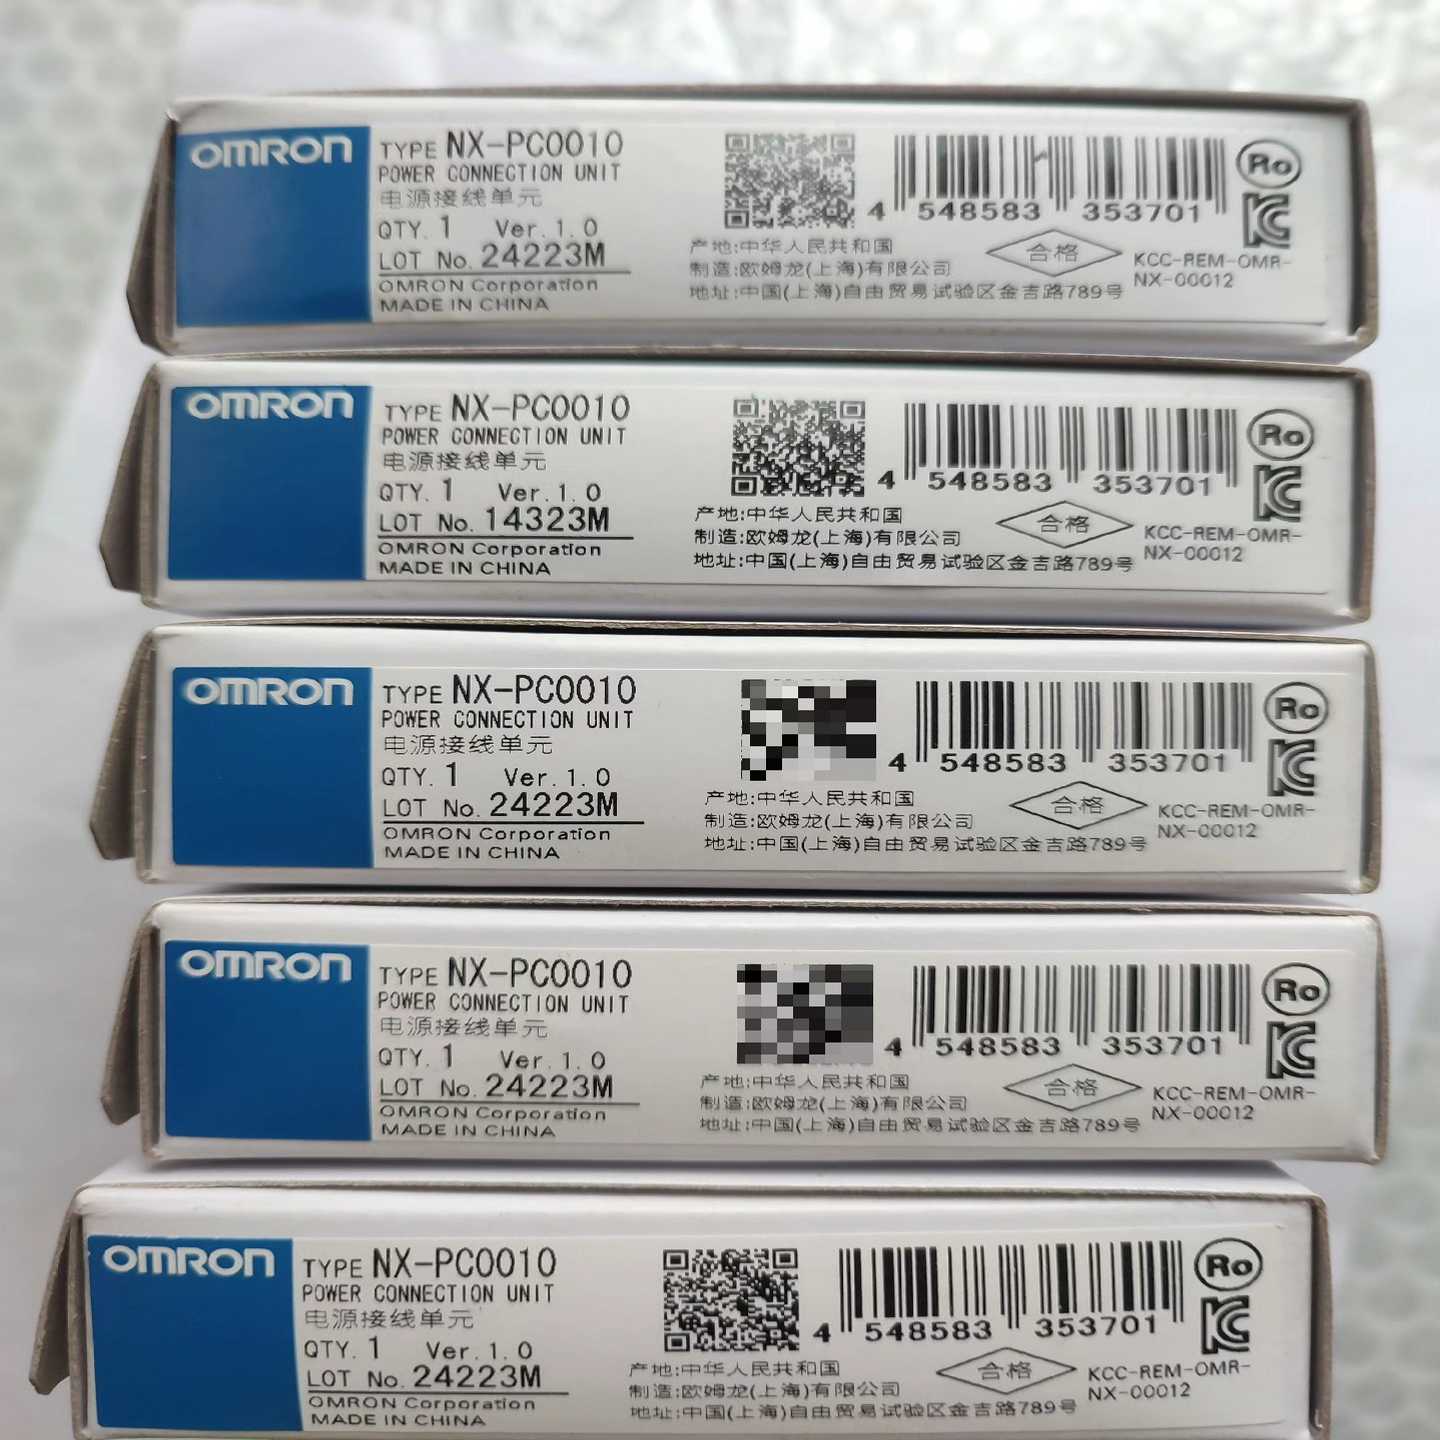 OMRON
TYPE NX-PC0010
POWER CONNECTION UNIT
电源接线单元
QTY. 1 Ver.1.0
LOT No. 24223M
OMRON Corporation
MADE IN CHINA
4 548583 353701
产地:中华人民共和国
制造:欧姆龙(上海)有限公司
地址:中国(上海)自由贸易试验区金吉路789号
合格
Ro
KC
KCC-REM-OMR-
NX-00012
OMRON
TYPE NX-PC0010
POWER CONNECTION UNIT
电源接线单元
QTY. 1 Ver.1.0
LOT No. 14323M
OMRON Corporation
MADE IN CHINA
4 548583 353701
产地:中华人民共和国
制造:欧姆龙(上海)有限公司
地址:中国(上海)自由贸易试验区金吉路789号
合格
Ro
KC
KCC-REM-OMR-
NX-00012
OMRON
TYPE NX-PC0010
POWER CONNECTION UNIT
电源接线单元
QTY. 1 Ver.1.0
LOT No. 24223M
OMRON Corporation
MADE IN CHINA
4 548583 353701
产地:中华人民共和国
制造:欧姆龙(上海)有限公司
地址:中国(上海)自由贸易试验区金吉路789号
合格
Ro
KC
KCC-REM-OMR-
NX-00012
OMRON
TYPE NX-PC0010
POWER CONNECTION UNIT
电源接线单元
QTY. 1 Ver.1.0
LOT No. 24223M
OMRON Corporation
MADE IN CHINA
4 548583 353701
产地:中华人民共和国
制造:欧姆龙(上海)有限公司
地址:中国(上海)自由贸易试验区金吉路789号
合格
Ro
KC
KCC-REM-OMR-
NX-00012
OMRON
TYPE NX-PC0010
POWER CONNECTION UNIT
电源接线单元
QTY. 1 Ver.1.0
LOT No. 24223M
OMRON Corporation
MADE IN CHINA
4 548583 353701
产地:中华人民共和国
制造:欧姆龙(上海)有限公司
地址:中国(上海)自由贸易试验区金吉路789号
合格
Ro
KC
KCC-REM-OMR-
NX-00012